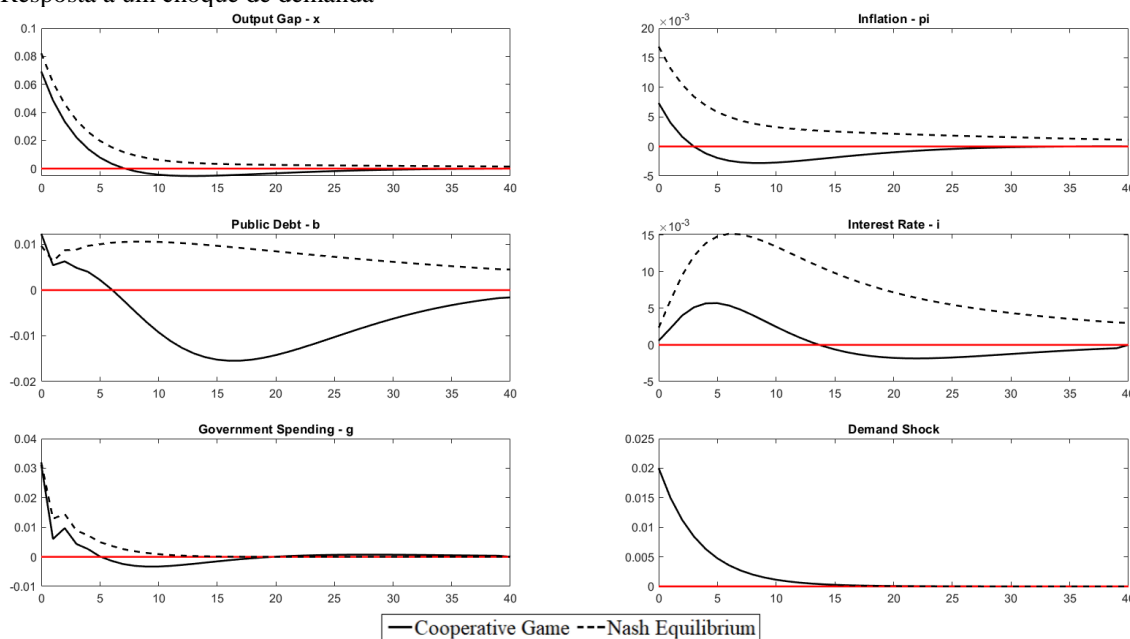 Resposta a um choque de demanda
Output Gap - x
0.1
0.08
0.06
0.04
0.02
0
0 5 10 15 20 25 30 35 40
Inflation - pi
×10⁻³
20
15
10
5
0
-5
0 5 10 15 20 25 30 35 40
Public Debt - b
0.01
0
-0.01
-0.02
0 5 10 15 20 25 30 35 40
Interest Rate - i
×10⁻³
15
10
5
0
-5
0 5 10 15 20 25 30 35 40
Government Spending - g
0.04
0.03
0.02
0.01
0
-0.01
0 5 10 15 20 25 30 35 40
Demand Shock
0.025
0.02
0.015
0.01
0.005
0
0 5 10 15 20 25 30 35 40
Cooperative Game Nash Equilibrium